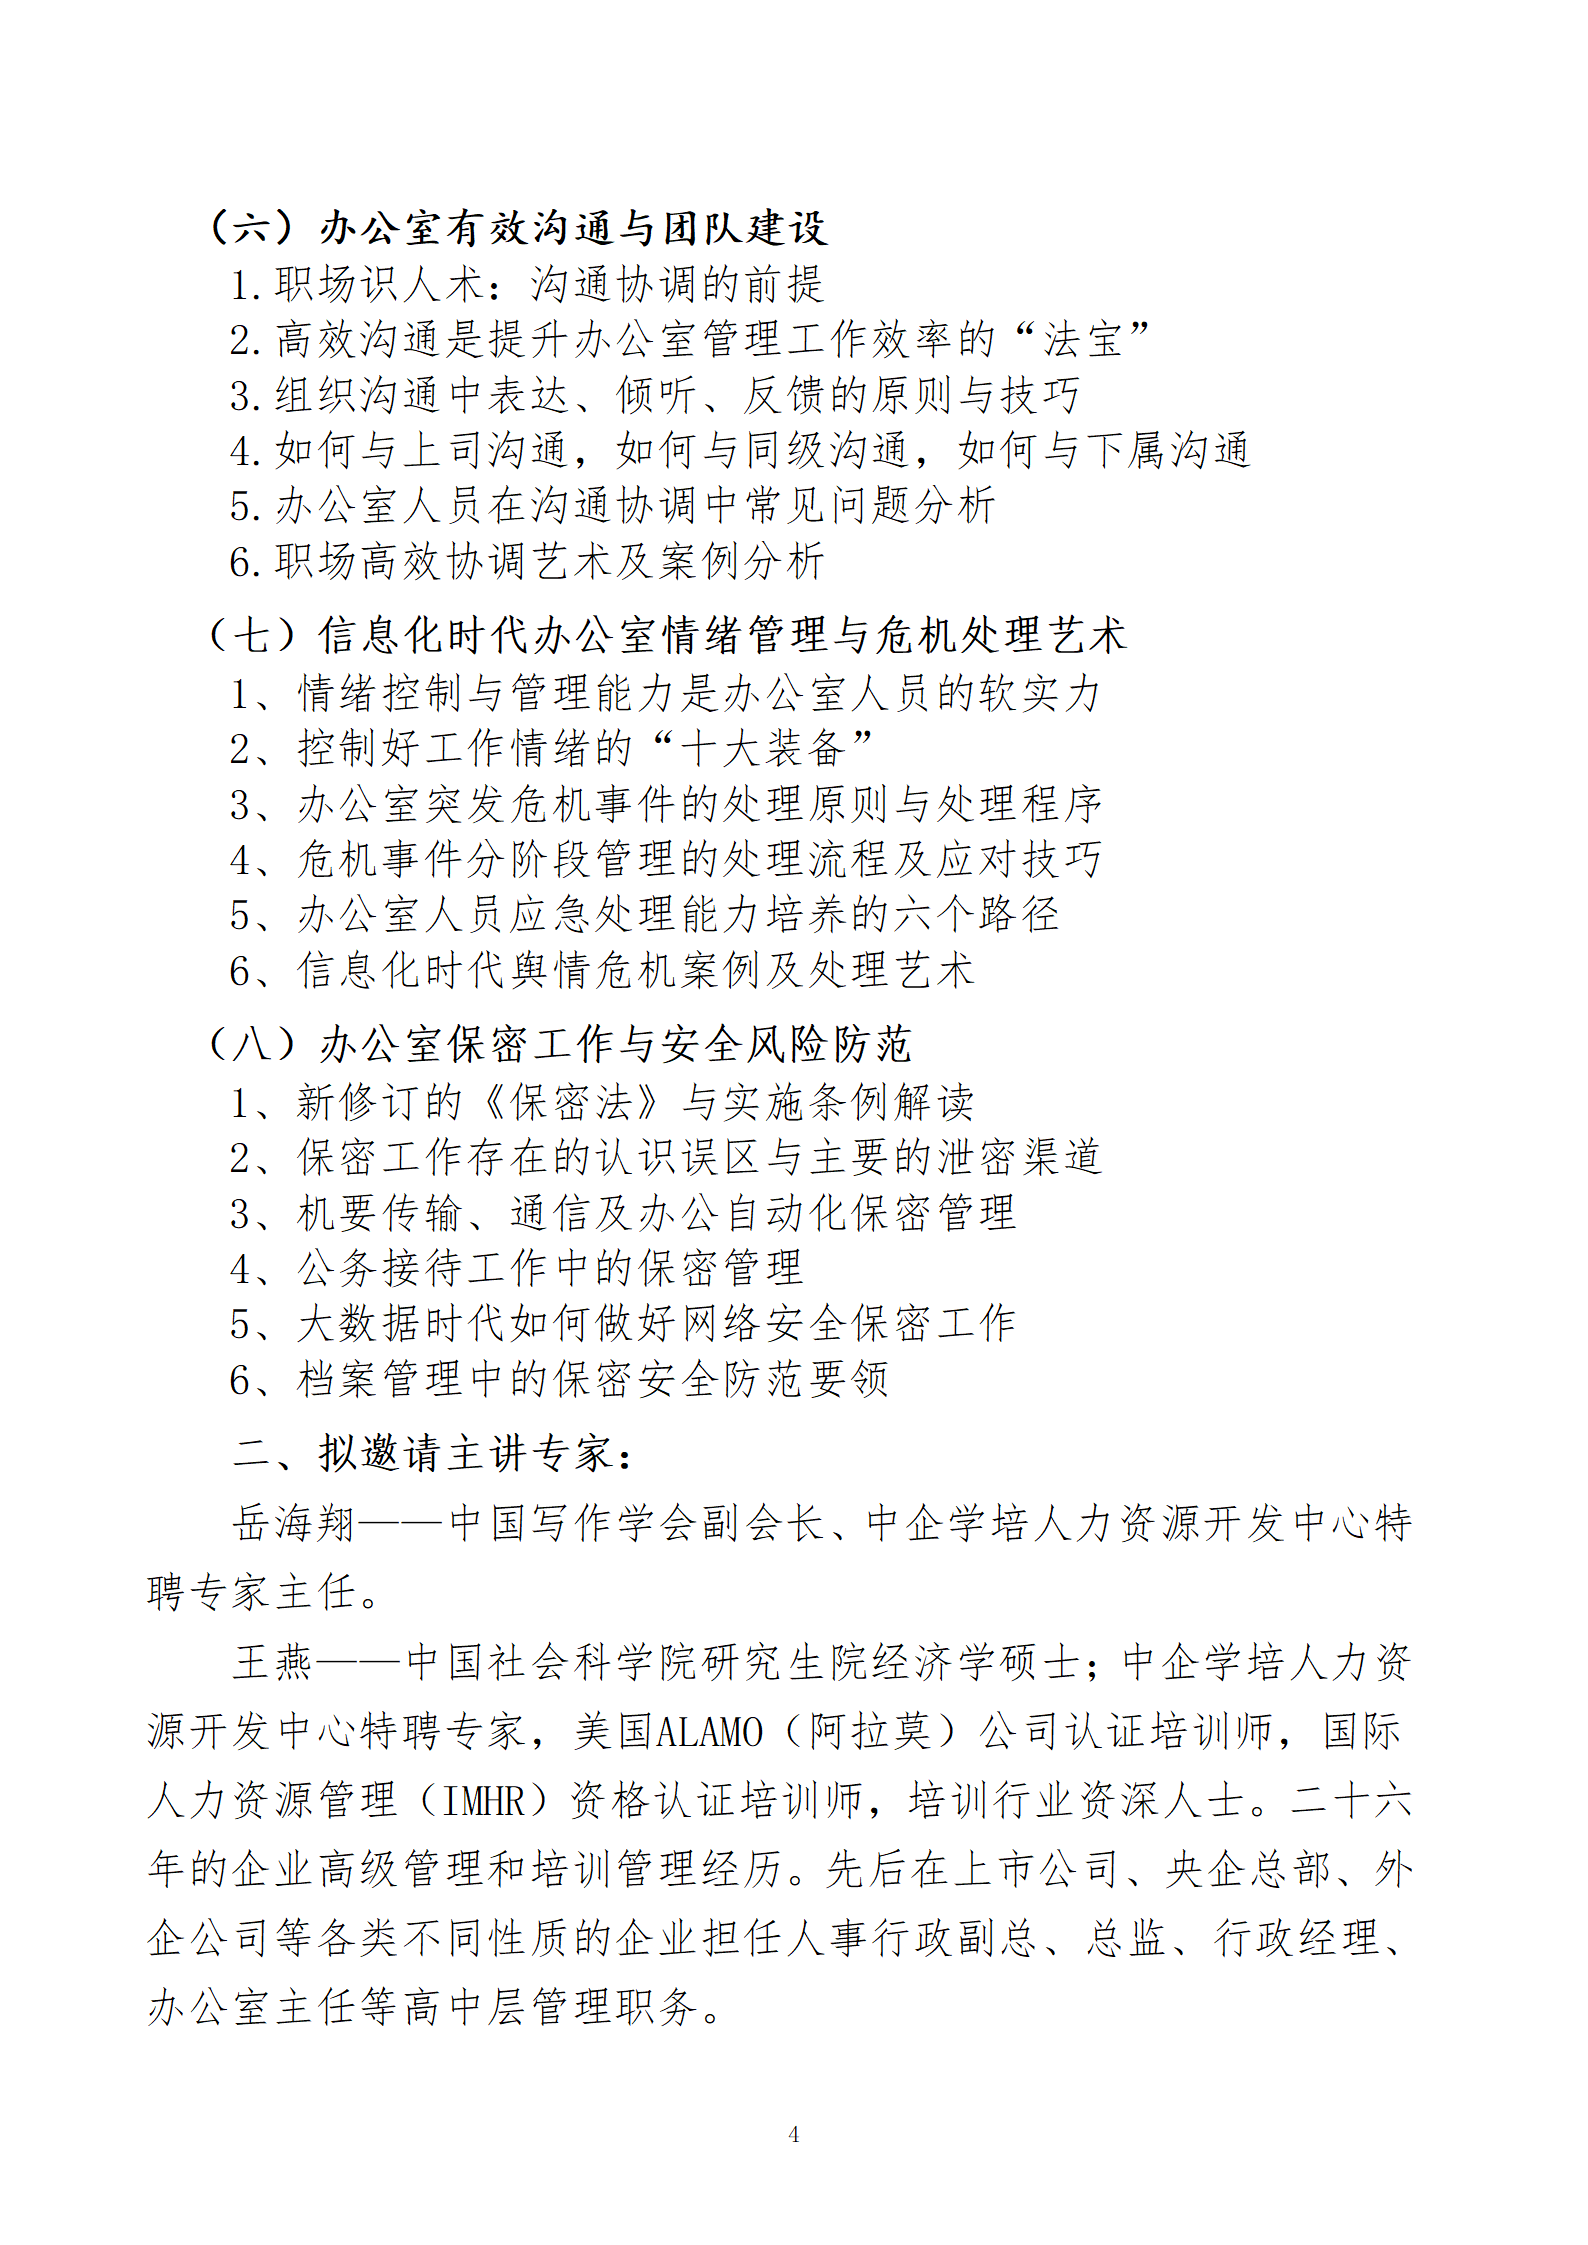 （六）办公室有效沟通与团队建设
1.职场识人术：沟通协调的前提
2.高效沟通是提升办公室管理工作效率的“法宝”
3.组织沟通中表达、倾听、反馈的原则与技巧
4.如何与上司沟通，如何与同级沟通，如何与下属沟通
5.办公室人员在沟通协调中常见问题分析
6.职场高效协调艺术及案例分析
（七）信息化时代办公室情绪管理与危机处理艺术
1、情绪控制与管理能力是办公室人员的软实力
2、控制好工作情绪的“十大装备”
3、办公室突发危机事件的处理原则与处理程序
4、危机事件分阶段管理的处理流程及应对技巧
5、办公室人员应急处理能力培养的六个路径
6、信息化时代舆情危机案例及处理艺术
（八）办公室保密工作与安全风险防范
1、新修订的《保密法》与实施条例解读
2、保密工作存在的认识误区与主要的泄密渠道
3、机要传输、通信及办公自动化保密管理
4、公务接待工作中的保密管理
5、大数据时代如何做好网络安全保密工作
6、档案管理中的保密安全防范要领
二、拟邀请主讲专家：
岳海翔——中国写作学会副会长、中企学培人力资源开发中心特
聘专家主任。
王燕——中国社会科学院研究生院经济学硕士；中企学培人力资
源开发中心特聘专家，美国ALAMO（阿拉莫）公司认证培训师，国际
人力资源管理（IMHR）资格认证培训师，培训行业资深人士。二十六
年的企业高级管理和培训管理经历。先后在上市公司、央企总部、外
企公司等各类不同性质的企业担任人事行政副总、总监、行政经理、
办公室主任等高中层管理职务。
4